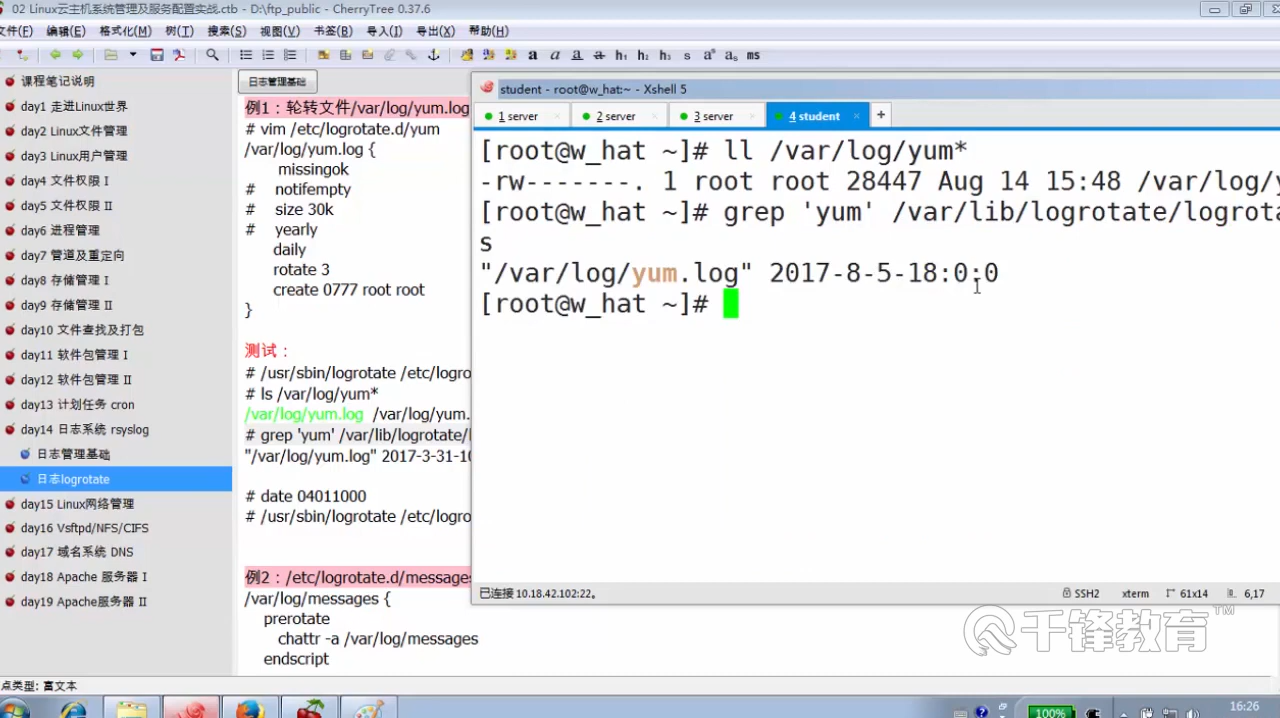 02 Linux云主机系统管理及服务配置实战.ctb - D:\ftp_public - CherryTree 0.37.6
文件(F) 编辑(E) 格式化(M) 树(T) 搜索(S) 视图(V) 书签(B) 导入(I) 导出(X) 帮助(H)
a a a a h₁ h₂ h₃ s aˢ aₛ ms
课程笔记说明
day1 走进Linux世界
day2 Linux文件管理
day3 Linux用户管理
day4 文件权限 I
day5 文件权限 II
day6 进程管理
day7 管道及重定向
day8 存储管理 I
day9 存储管理 II
day10 文件查找及打包
day11 软件包管理 I
day12 软件包管理 II
day13 计划任务 cron
day14 日志系统 rsyslog
日志管理基础
日志logrotate
day15 Linux网络管理
day16 Vsftpd/NFS/CIFS
day17 域名系统 DNS
day18 Apache 服务器 I
day19 Apache服务器 II
日志管理基础
例1：轮转文件/var/log/yum.log
# vim /etc/logrotate.d/yum
/var/log/yum.log {
missingok
# notifempty
# size 30k
# yearly
daily
rotate 3
create 0777 root root
}
测试：
# /usr/sbin/logrotate /etc/logro
# ls /var/log/yum*
/var/log/yum.log /var/log/yum.
# grep 'yum' /var/lib/logrotate/
"/var/log/yum.log" 2017-3-31-10
# date 04011000
# /usr/sbin/logrotate /etc/logro
例2：/etc/logrotate.d/messages
/var/log/messages {
prerotate
chattr -a /var/log/messages
endscript
student - root@w_hat:~ - Xshell 5
1 server 2 server 3 server 4 student +
[root@w_hat ~]# ll /var/log/yum*
-rw-------. 1 root root 28447 Aug 14 15:48 /var/log/y
[root@w_hat ~]# grep 'yum' /var/lib/logrotate/logrota
s
"/var/log/yum.log" 2017-8-5-18:0:0
[root@w_hat ~]#
已连接 10.18.42.102:22。 SSH2 xterm 61x14 6,17
千锋教育™
点类型: 富文本
100% 16:26